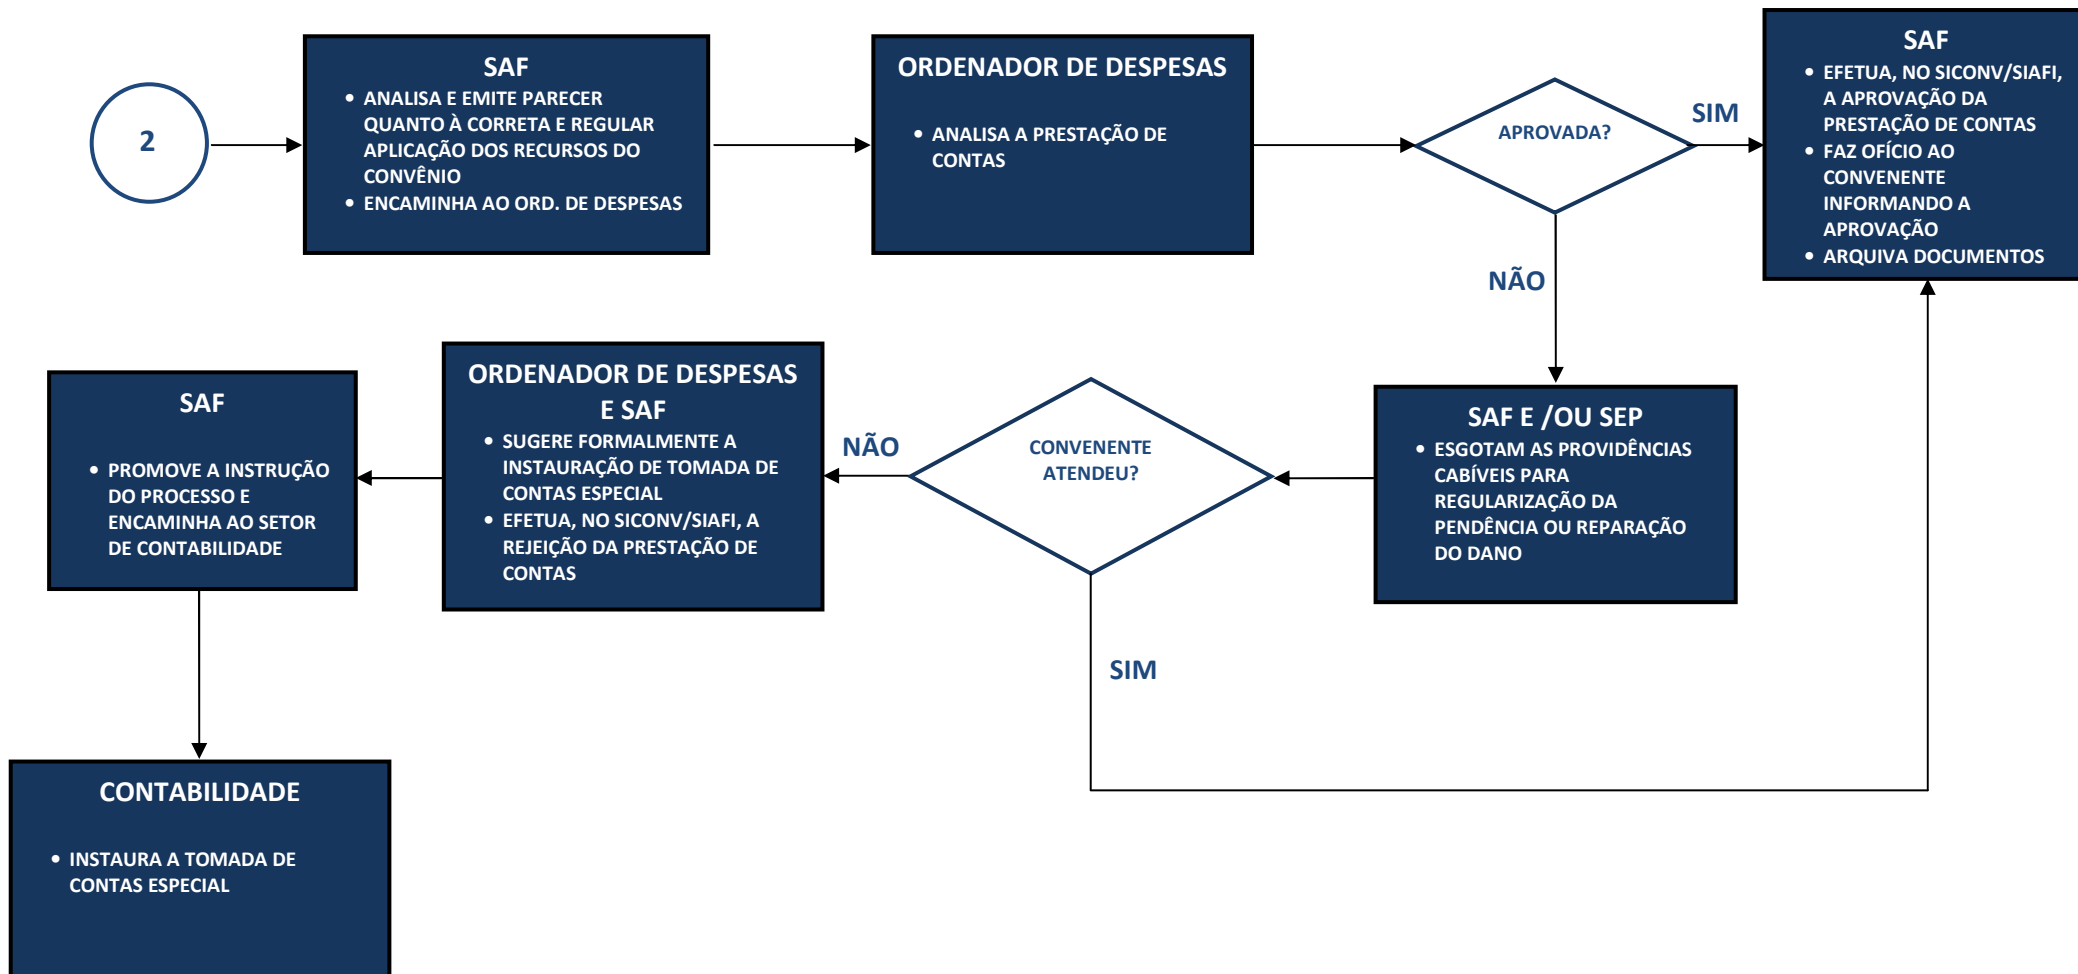 2
SAF
• ANALISA E EMITE PARECER
QUANTO À CORRETA E REGULAR
APLICAÇÃO DOS RECURSOS DO
CONVÊNIO
• ENCAMINHA AO ORD. DE DESPESAS
ORDENADOR DE DESPESAS
• ANALISA A PRESTAÇÃO DE
CONTAS
APROVADA?
SIM
SAF
• EFETUA, NO SICONV/SIAFI,
A APROVAÇÃO DA
PRESTAÇÃO DE CONTAS
• FAZ OFÍCIO AO
CONVENENTE
INFORMANDO A
APROVAÇÃO
• ARQUIVA DOCUMENTOS
NÃO
SAF E /OU SEP
• ESGOTAM AS PROVIDÊNCIAS
CABÍVEIS PARA
REGULARIZAÇÃO DA
PENDÊNCIA OU REPARAÇÃO
DO DANO
CONVENENTE
ATENDEU?
NÃO
ORDENADOR DE DESPESAS
E SAF
• SUGERE FORMALMENTE A
INSTAURAÇÃO DE TOMADA DE
CONTAS ESPECIAL
• EFETUA, NO SICONV/SIAFI, A
REJEIÇÃO DA PRESTAÇÃO DE
CONTAS
SAF
• PROMOVE A INSTRUÇÃO
DO PROCESSO E
ENCAMINHA AO SETOR
DE CONTABILIDADE
SIM
CONTABILIDADE
• INSTAURA A TOMADA DE
CONTAS ESPECIAL